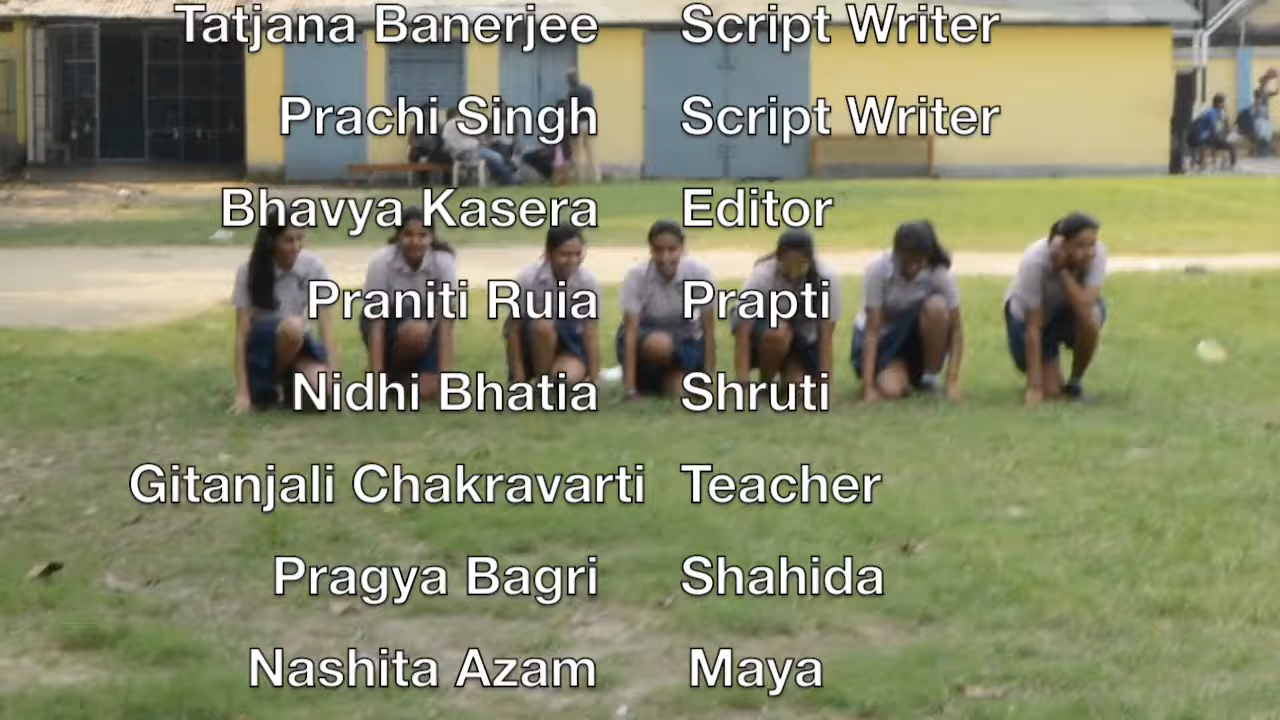 Tatjana Banerjee Script Writer
Prachi Singh Script Writer
Bhavya Kasera Editor
Praniti Ruia Prapti
Nidhi Bhatia Shruti
Gitanjali Chakravarti Teacher
Pragya Bagri Shahida
Nashita Azam Maya